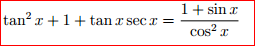 tan² x + 1 + tan x sec x = (1 + sin x) / (cos² x)